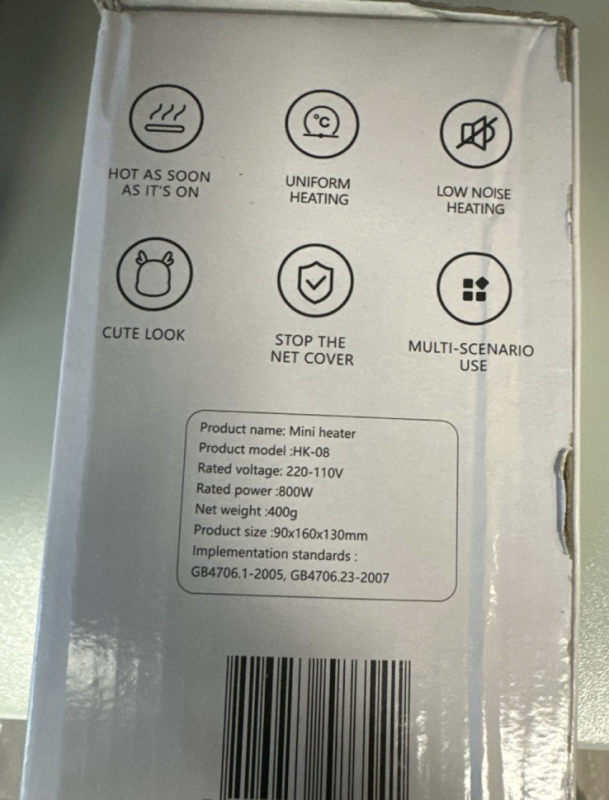 HOT AS SOON
AS IT'S ON
°C
UNIFORM
HEATING
LOW NOISE
HEATING
CUTE LOOK
STOP THE
NET COVER
MULTI-SCENARIO
USE
Product name: Mini heater
Product model :HK-08
Rated voltage: 220-110V
Rated power :800W
Net weight :400g
Product size :90x160x130mm
Implementation standards :
GB4706.1-2005, GB4706.23-2007